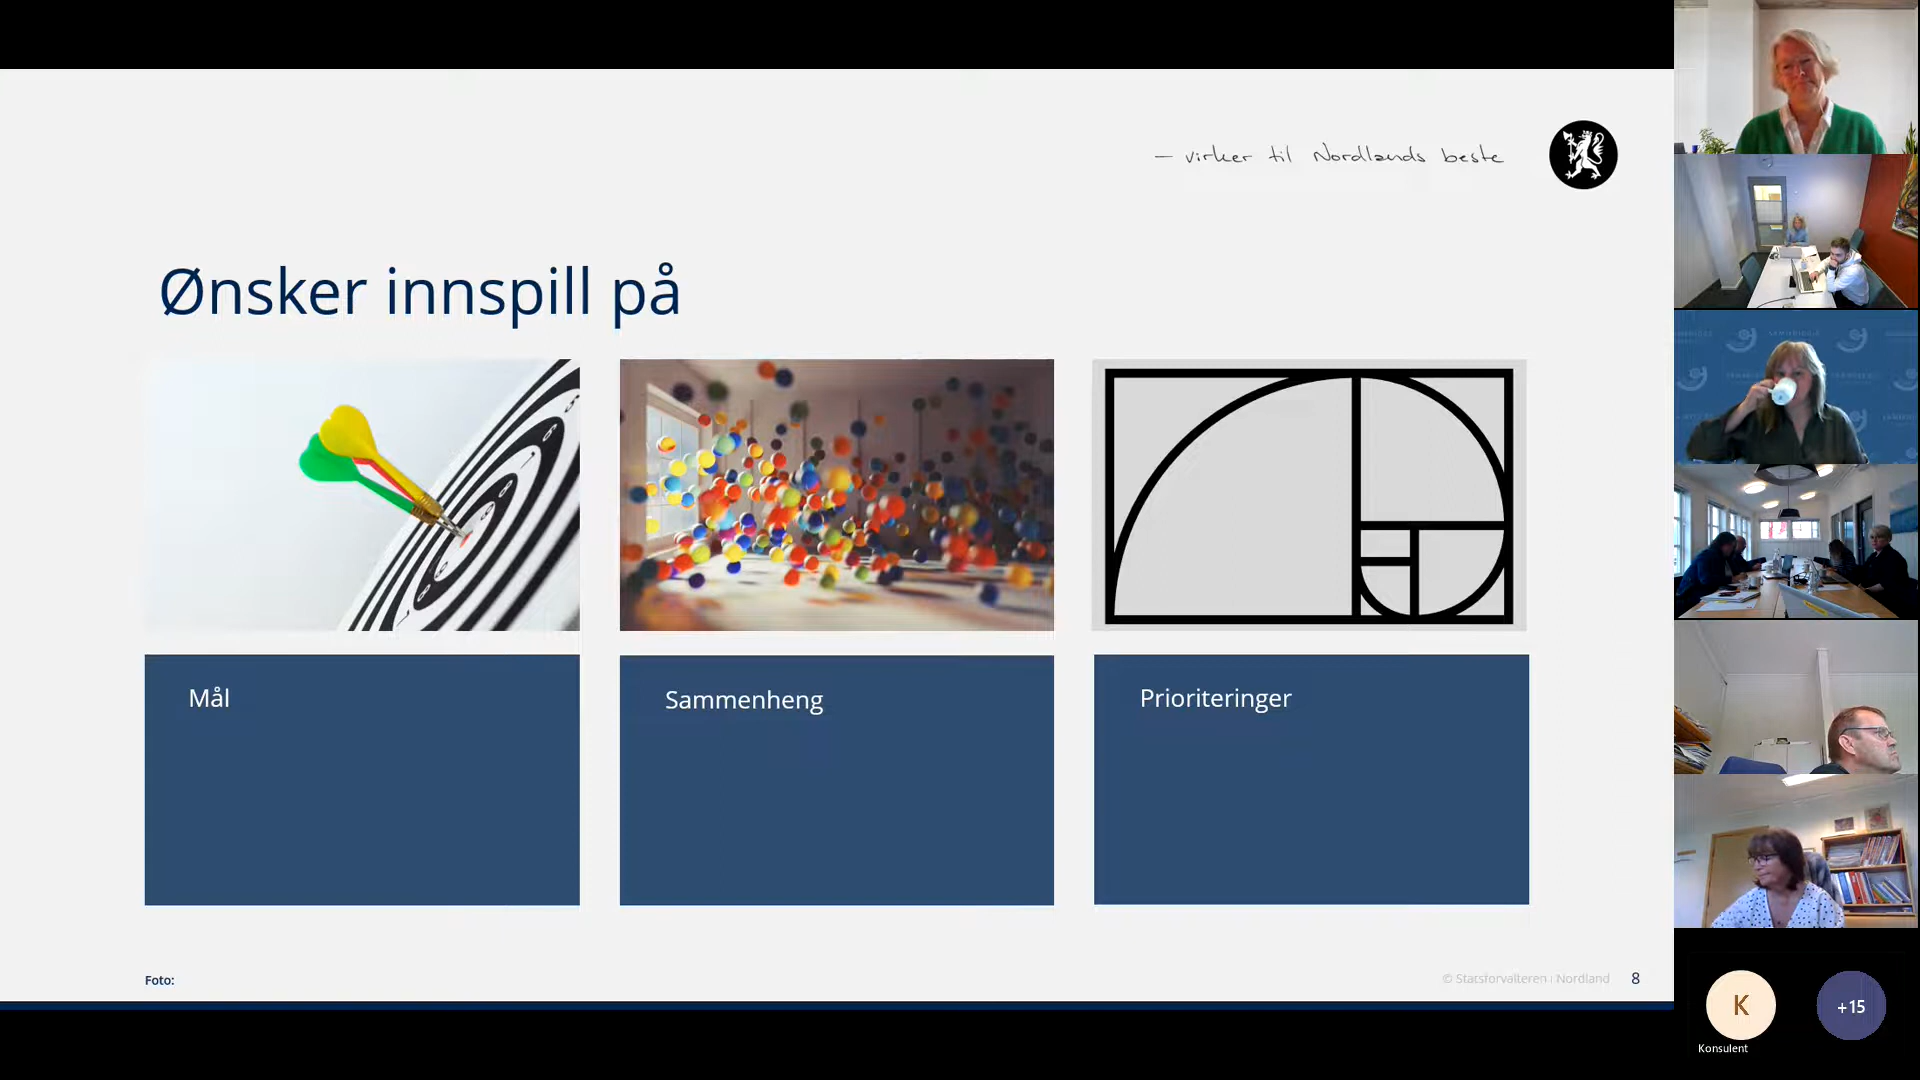 – virker til Nordlands beste
Ønsker innspill på
Mål
Sammenheng
Prioriteringer
Foto:
© Statsforvalteren i Nordland
8
K
+15
Konsulent